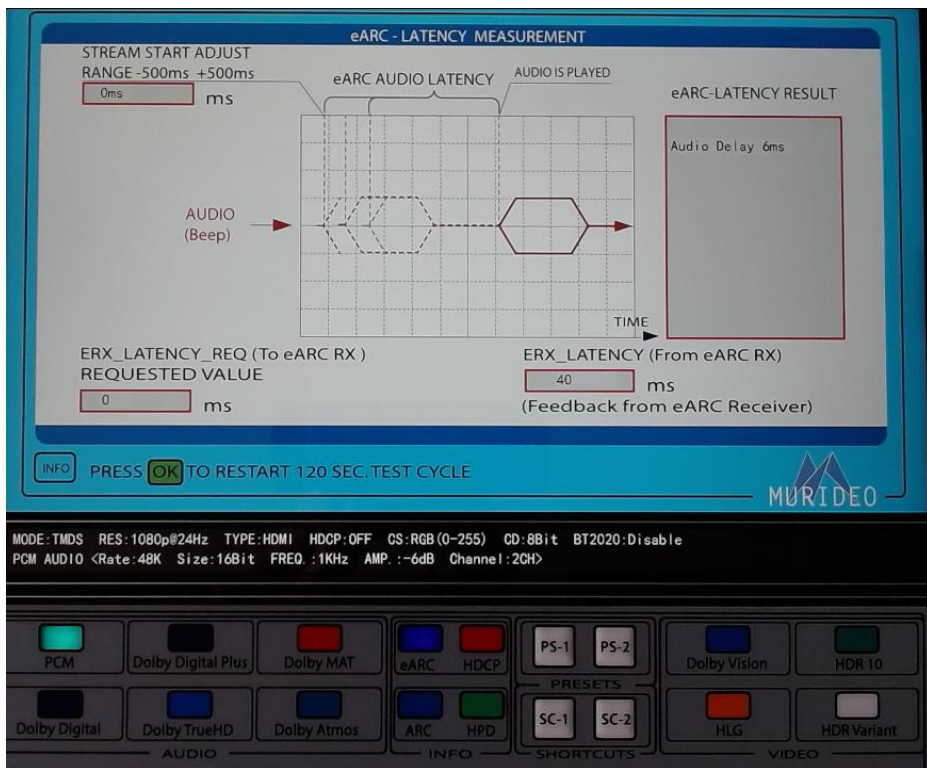 eARC - LATENCY MEASUREMENT
STREAM START ADJUST
RANGE -500ms +500ms
0ms ms
eARC AUDIO LATENCY
AUDIO IS PLAYED
eARC-LATENCY RESULT
Audio Delay 6ms
AUDIO
(Beep)
TIME
ERX_LATENCY_REQ (To eARC RX )
REQUESTED VALUE
0 ms
ERX_LATENCY (From eARC RX)
40 ms
(Feedback from eARC Receiver)
INFO PRESS OK TO RESTART 120 SEC. TEST CYCLE
MURIDEO
MODE:TMDS RES:1080p@24Hz TYPE:HDMI HDCP:OFF CS:RGB(0-255) CD:8Bit BT2020:Disable
PCM AUDIO <Rate:48K Size:16Bit FREQ.:1KHz AMP.:-6dB Channel:2CH>
PCM Dolby Digital Plus Dolby MAT eARC HDCP PS-1 PS-2 Dolby Vision HDR 10
PRESETS
Dolby Digital Dolby TrueHD Dolby Atmos ARC HPD SC-1 SC-2 HLG HDR Variant
AUDIO INFO SHORTCUTS VIDEO